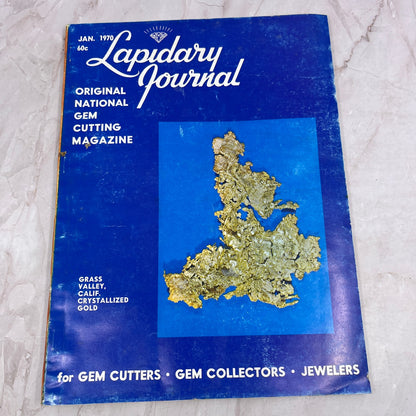 JAN. 1970
60c
Lapidary
Journal
ORIGINAL
NATIONAL
GEM
CUTTING
MAGAZINE
GRASS
VALLEY,
CALIF.
CRYSTALLIZED
GOLD
for GEM CUTTERS • GEM COLLECTORS • JEWELERS